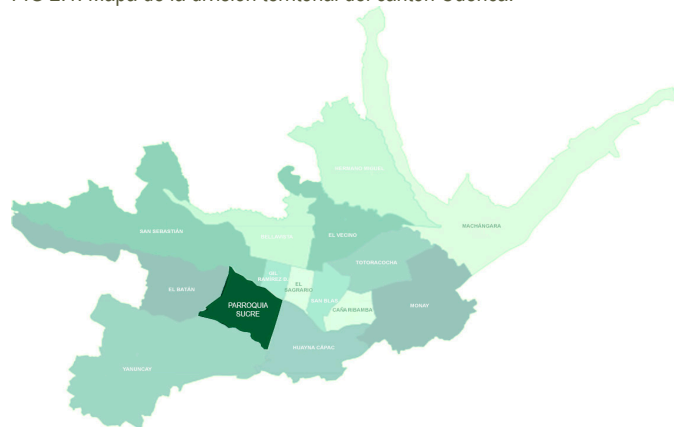 MACHÁNGARA
SAN SEBASTIÁN
EL VECINO
TOTORACOCHA
EL BATÁN
EL
SAGRARIO
SAN BLAS
PARROQUIA
SUCRE
CAÑARIBAMBA
MONAY
HUAYNA CÁPAC
YANUNCAY